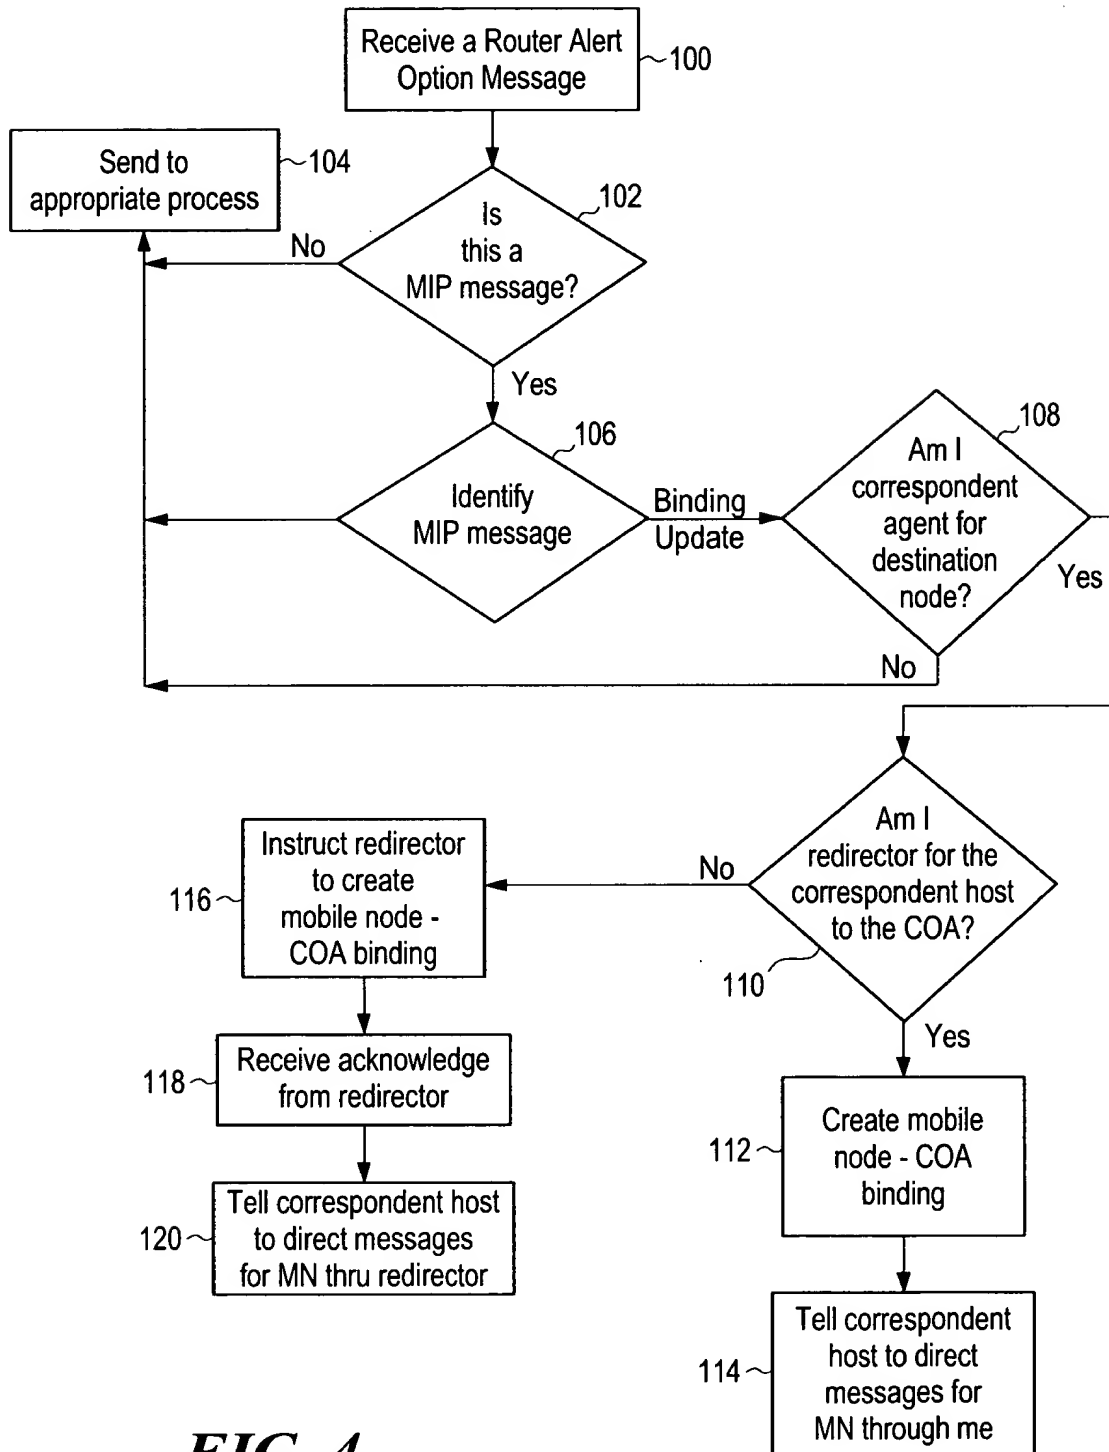 Receive a Router Alert
Option Message
100
Send to
appropriate process
104
Is
this a
MIP message?
102
No
Yes
Identify
MIP message
106
Binding
Update
Am I
correspondent
agent for
destination
node?
108
Yes
No
Am I
redirector for the
correspondent host
to the COA?
110
No
Yes
Instruct redirector
to create
mobile node -
COA binding
116
Receive acknowledge
from redirector
118
Tell correspondent host
to direct messages
for MN thru redirector
120
Create mobile
node - COA
binding
112
Tell correspondent
host to direct
messages for
MN through me
114
FIG. 4